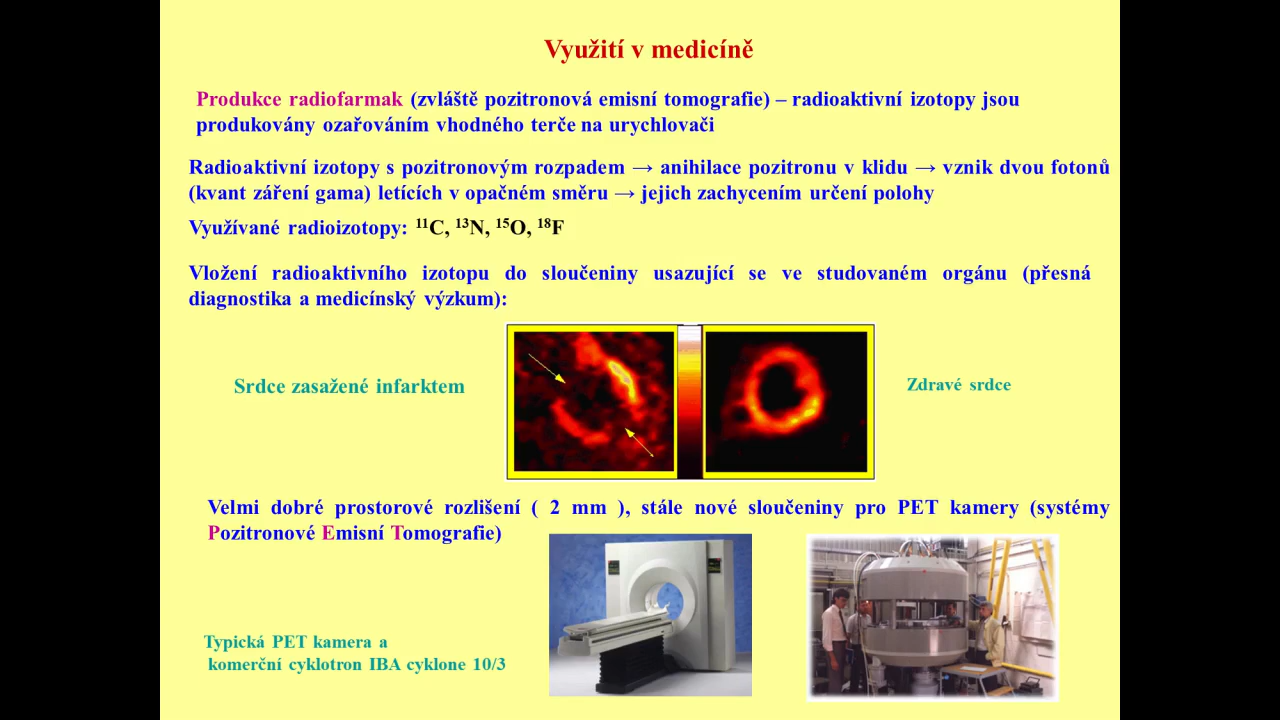 Využití v medicíně
Produkce radiofarmak (zvláště pozitronová emisní tomografie) – radioaktivní izotopy jsou
produkovány ozařováním vhodného terče na urychlovači
Radioaktivní izotopy s pozitronovým rozpadem → anihilace pozitronu v klidu → vznik dvou fotonů
(kvant záření gama) letících v opačném směru → jejich zachycením určení polohy
Využívané radioizotopy: ¹¹C, ¹³N, ¹⁵O, ¹⁸F
Vložení radioaktivního izotopu do sloučeniny usazující se ve studovaném orgánu (přesná
diagnostika a medicínský výzkum):
Srdce zasažené infarktem
Zdravé srdce
Velmi dobré prostorové rozlišení ( 2 mm ), stále nové sloučeniny pro PET kamery (systémy
Pozitronové Emisní Tomografie)
Typická PET kamera a
komerční cyklotron IBA cyklone 10/3